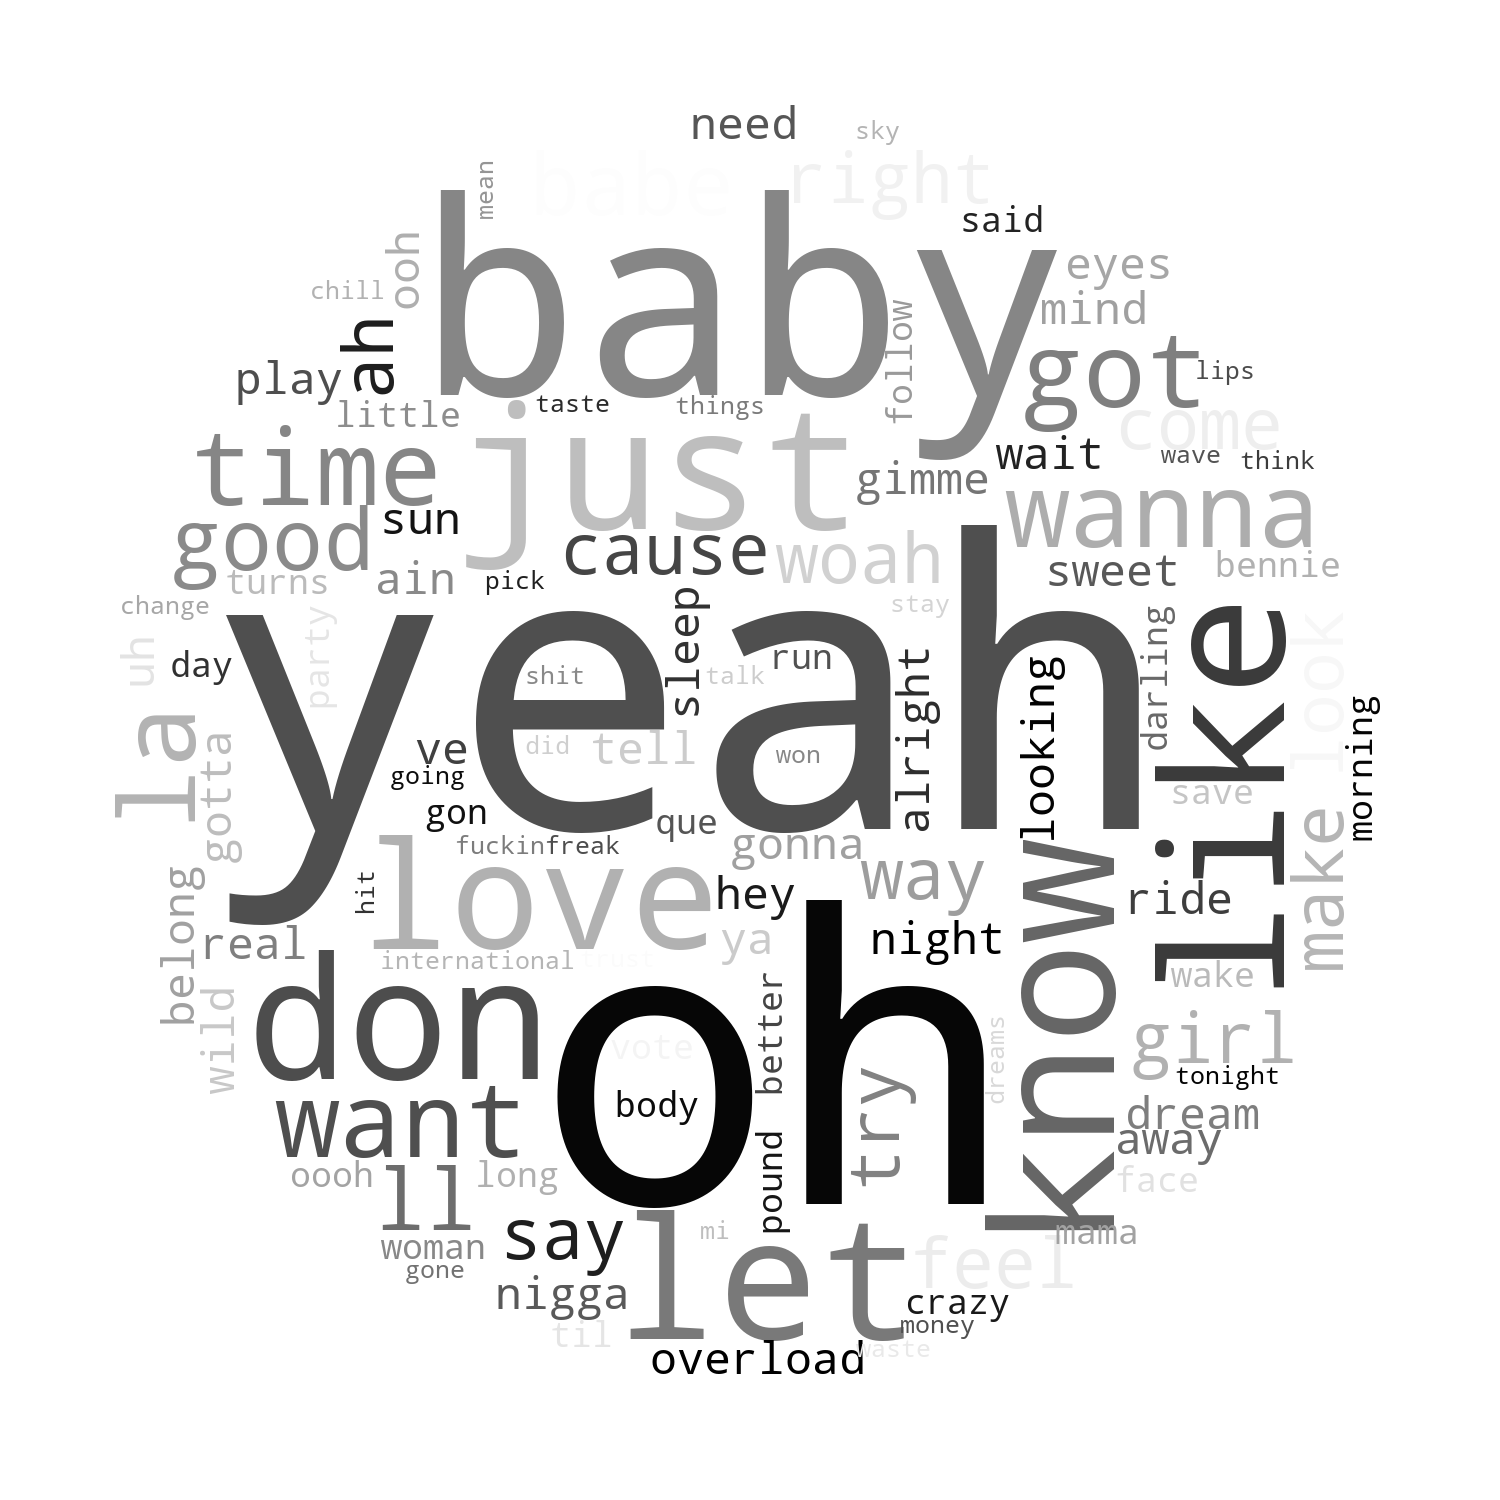 need
sky
babe
right
mean
baby
said
ooh
eyes
chill
mind
ah
follow
got
play
lips
little
taste
things
come
time
just
wait
wave
think
gimme
wanna
good
sun
cause
woah
sweet
bennie
turns
ain
pick
change
stay
yeah
sleep
darling
like
look
uh
party
day
shit
talk
run
alright
looking
morning
la
gotta
ve
did
tell
won
going
save
gon
que
make
fuckin
freak
love
gonna
way
know
belong
hit
hey
ride
real
ya
night
international
trust
don
oh
wake
wild
better
dreams
girl
vote
body
tonight
want
try
dream
away
pound
oooh
long
ll
face
say
mi
mama
woman
let
feel
gone
nigga
crazy
money
til
overload
waste